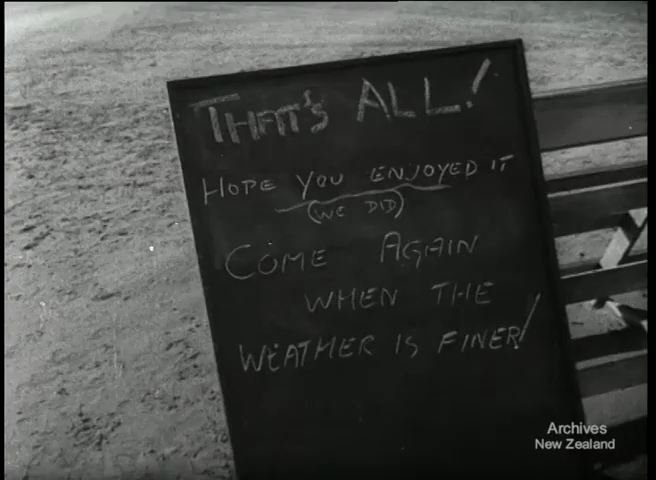 THAT'S ALL!
HOPE YOU ENJOYED IT
(WE DID)
COME AGAIN
WHEN THE
WEATHER IS FINER!
Archives
New Zealand